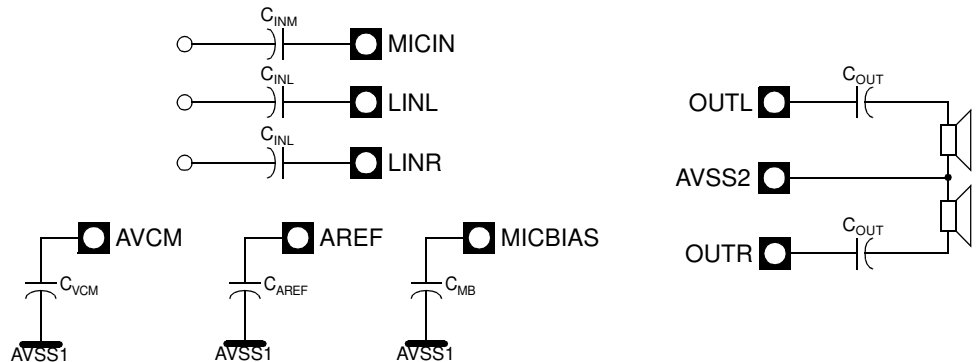 C_INM
MICIN
C_INL
LINL
C_INL
LINR
AVCM
C_VCM
AVSS1
AREF
C_AREF
AVSS1
MICBIAS
C_MB
AVSS1
C_OUT
OUTL
AVSS2
C_OUT
OUTR